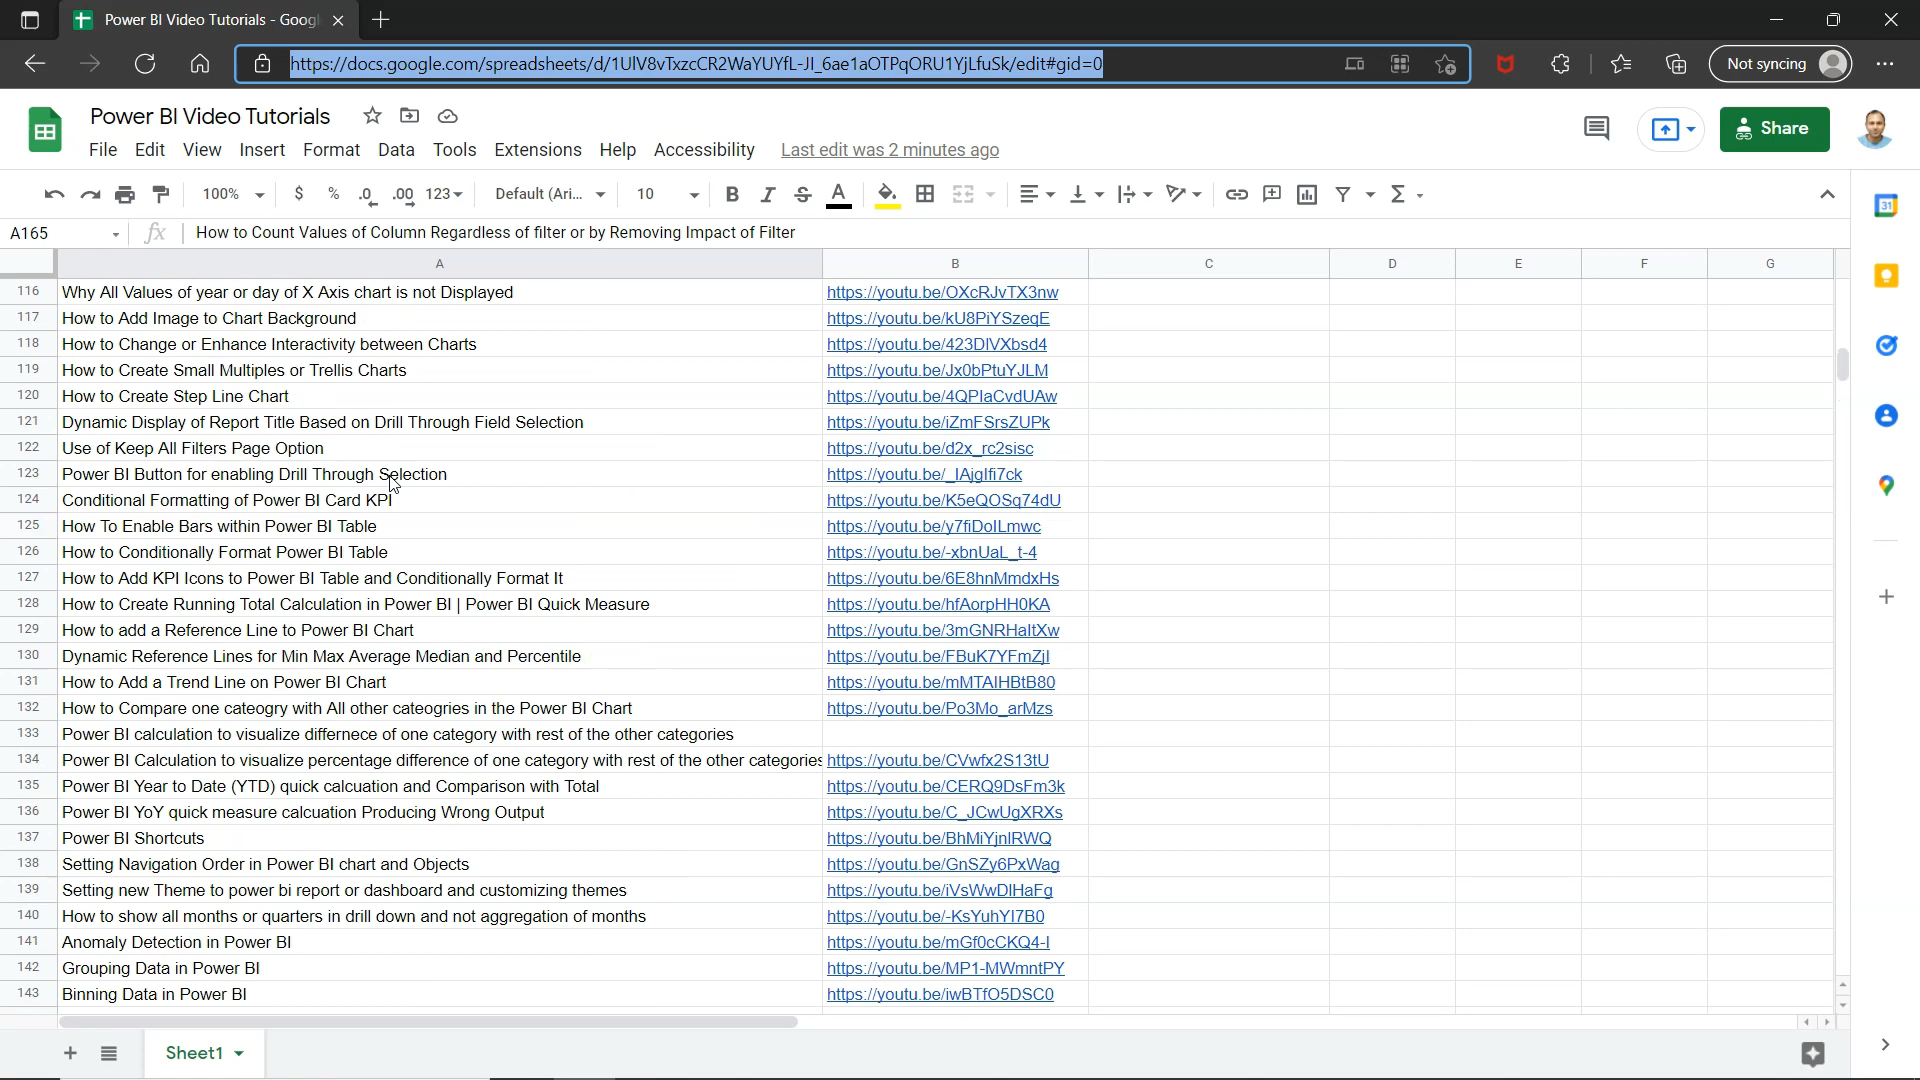 Power BI Video Tutorials - Googl
https://docs.google.com/spreadsheets/d/1UlV8vTxzcCR2WaYUYfL-JI_6ae1aOTPqORU1YjLfuSk/edit#gid=0
Not syncing
Power BI Video Tutorials
Share
File Edit View Insert Format Data Tools Extensions Help Accessibility Last edit was 2 minutes ago
100% $ % .0 .00 123 Default (Ari... 10 B I S A
A165 fx How to Count Values of Column Regardless of filter or by Removing Impact of Filter
A B C D E F G
116 Why All Values of year or day of X Axis chart is not Displayed https://youtu.be/OXcRJvTX3nw
117 How to Add Image to Chart Background https://youtu.be/kU8PiYSzeqE
118 How to Change or Enhance Interactivity between Charts https://youtu.be/423DIVXbsd4
119 How to Create Small Multiples or Trellis Charts https://youtu.be/Jx0bPtuYJLM
120 How to Create Step Line Chart https://youtu.be/4QPlaCvdUAw
121 Dynamic Display of Report Title Based on Drill Through Field Selection https://youtu.be/iZmFSrsZUPk
122 Use of Keep All Filters Page Option https://youtu.be/d2x_rc2sisc
123 Power BI Button for enabling Drill Through Selection https://youtu.be/_IAjglfi7ck
124 Conditional Formatting of Power BI Card KPI https://youtu.be/K5eQOSq74dU
125 How To Enable Bars within Power BI Table https://youtu.be/y7fiDolLmwc
126 How to Conditionally Format Power BI Table https://youtu.be/-xbnUaL_t-4
127 How to Add KPI Icons to Power BI Table and Conditionally Format It https://youtu.be/6E8hnMmdxHs
128 How to Create Running Total Calculation in Power BI | Power BI Quick Measure https://youtu.be/hfAorpHH0KA
129 How to add a Reference Line to Power BI Chart https://youtu.be/3mGNRHaltXw
130 Dynamic Reference Lines for Min Max Average Median and Percentile https://youtu.be/FBuK7YFmZjI
131 How to Add a Trend Line on Power BI Chart https://youtu.be/mMTAIHBtB80
132 How to Compare one cateogry with All other cateogries in the Power BI Chart https://youtu.be/Po3Mo_arMzs
133 Power BI calculation to visualize differnece of one category with rest of the other categories
134 Power BI Calculation to visualize percentage difference of one category with rest of the other categories https://youtu.be/CVwfx2S13tU
135 Power BI Year to Date (YTD) quick calcuation and Comparison with Total https://youtu.be/CERQ9DsFm3k
136 Power BI YoY quick measure calcuation Producing Wrong Output https://youtu.be/C_JCwUgXRXs
137 Power BI Shortcuts https://youtu.be/BhMiYjnlRWQ
138 Setting Navigation Order in Power BI chart and Objects https://youtu.be/GnSZy6PxWag
139 Setting new Theme to power bi report or dashboard and customizing themes https://youtu.be/iVsWwDIHaFg
140 How to show all months or quarters in drill down and not aggregation of months https://youtu.be/-KsYuhYI7B0
141 Anomaly Detection in Power BI https://youtu.be/mGf0cCKQ4-I
142 Grouping Data in Power BI https://youtu.be/MP1-MWmntPY
143 Binning Data in Power BI https://youtu.be/iwBTfO5DSC0
Sheet1